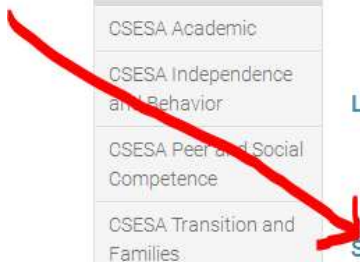 CSESA Academic
CSESA Independence
and Behavior
L
CSESA Peer and Social
Competence
CSESA Transition and
Families
S